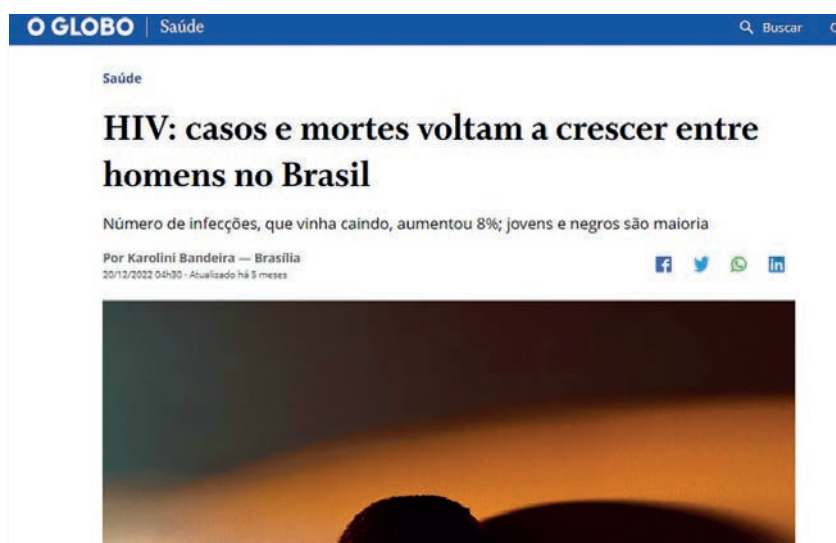 O GLOBO | Saúde Buscar
Saúde
HIV: casos e mortes voltam a crescer entre
homens no Brasil
Número de infecções, que vinha caindo, aumentou 8%; jovens e negros são maioria
Por Karolini Bandeira — Brasília
20/12/2022 04h30 - Atualizado há 5 meses